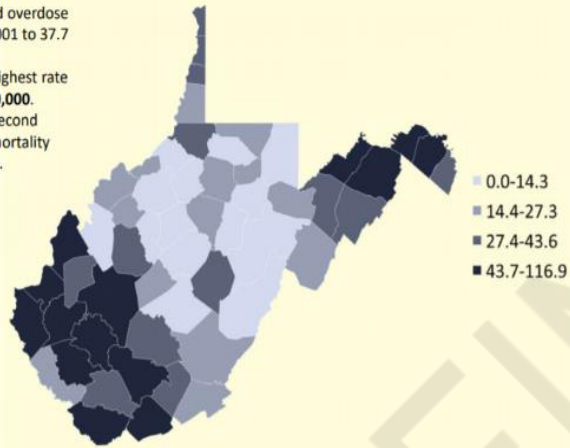 d overdose
001 to 37.7
ighest rate
0,000.
econd
ortality
0.0-14.3
14.4-27.3
27.4-43.6
43.7-116.9